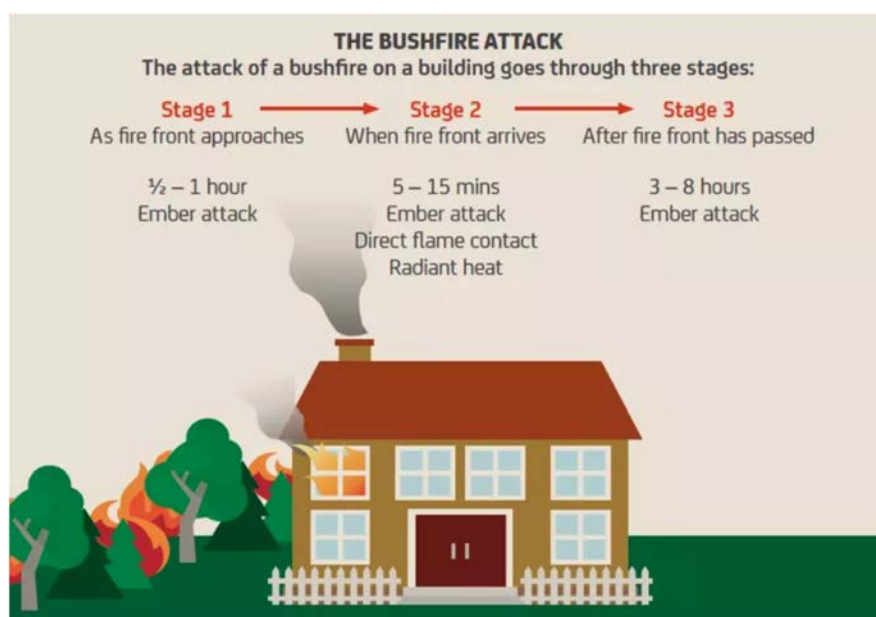 THE BUSHFIRE ATTACK
The attack of a bushfire on a building goes through three stages:
Stage 1
As fire front approaches
½ – 1 hour
Ember attack
Stage 2
When fire front arrives
5 – 15 mins
Ember attack
Direct flame contact
Radiant heat
Stage 3
After fire front has passed
3 – 8 hours
Ember attack